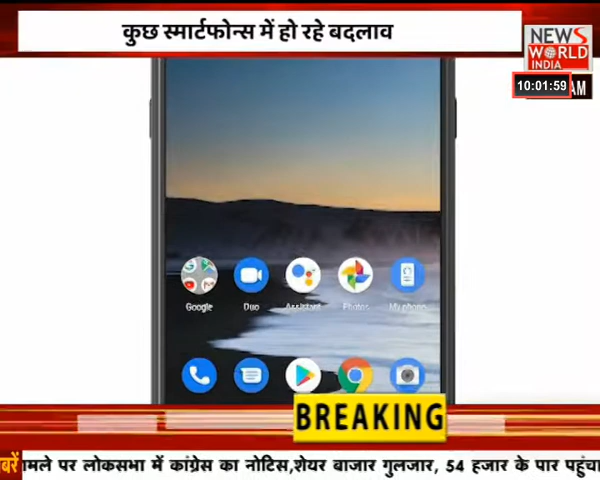 कुछ स्मार्टफोन्स में हो रहे बदलाव
NEWS
WORLD
INDIA
10:01:59 AM
Google
Duo
Assistant
Photos
My phone
BREAKING
मले पर लोकसभा में कांग्रेस का नोटिस,शेयर बाजार गुलजार, 54 हजार के पार पहुंचा